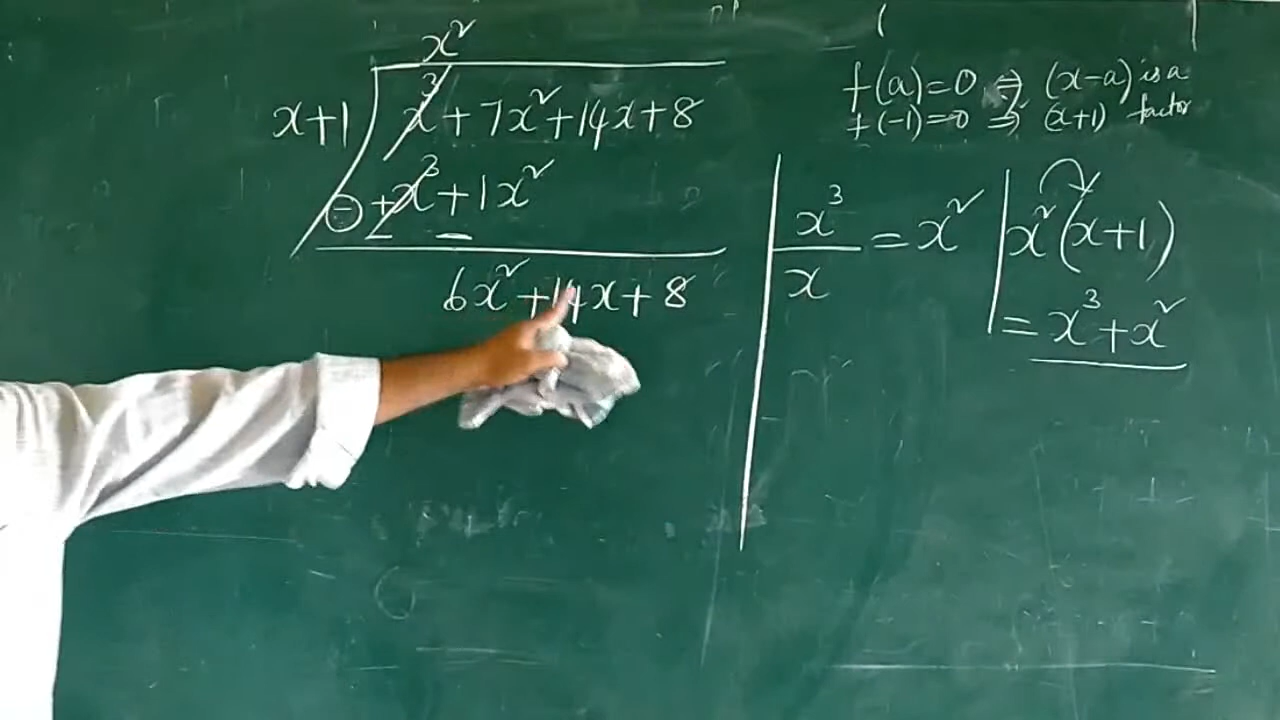 x²
x+1 x³+7x²+14x+8
⊖ +x³+1x²
6x²+14x+8
f(a)=0 ⇒ (x-a) is a
f(-1)=0 ⇒ (x+1) factor
x³/x = x²
x²(x+1)
= x³+x²